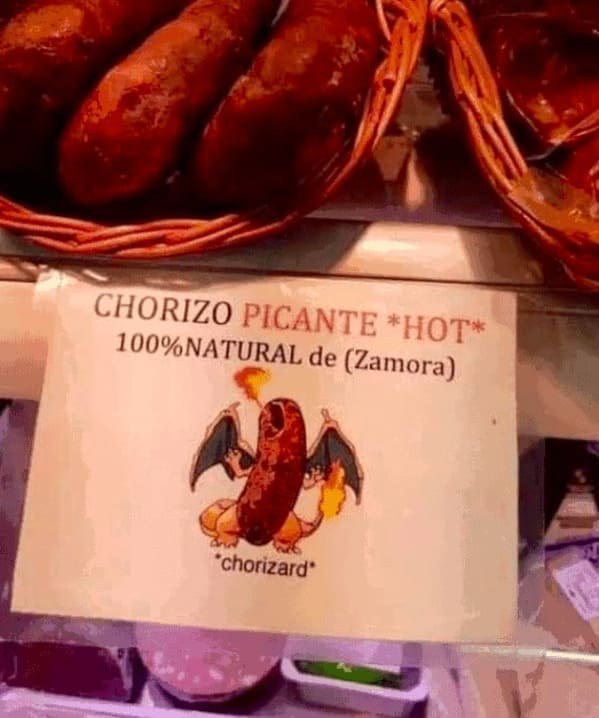 CHORIZO PICANTE *HOT*
100%NATURAL de (Zamora)
*chorizard*